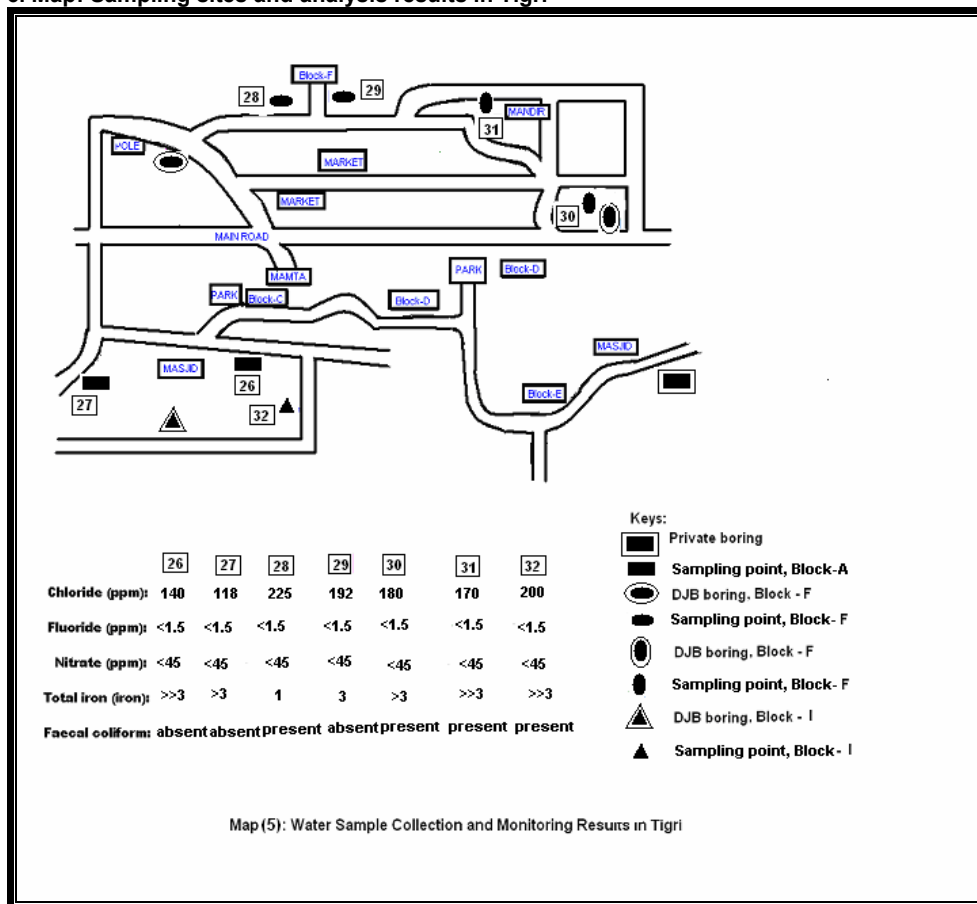 Map: Sampling sites and analysis results in Tigri
Block-F
28
29
MANDIR
31
POLE
MARKET
MARKET
30
MAIN ROAD
MAMTA
PARK
Block-D
PARK
Block-C
Block-D
MASJID
MASJID
26
27
32
Block-E
Keys:
Private boring
Sampling point, Block-A
DJB boring, Block - F
Sampling point, Block- F
DJB boring, Block - F
Sampling point, Block- F
DJB boring, Block - I
Sampling point, Block- I
26 27 28 29 30 31 32
Chloride (ppm): 140 118 225 192 180 170 200
Fluoride (ppm): <1.5 <1.5 <1.5 <1.5 <1.5 <1.5 <1.5
Nitrate (ppm): <45 <45 <45 <45 <45 <45 <45
Total iron (iron): >>3 >3 1 3 >3 >>3 >>3
Faecal coliform: absent absent present absent present present present
Map (5): Water Sample Collection and Monitoring Results in Tigri